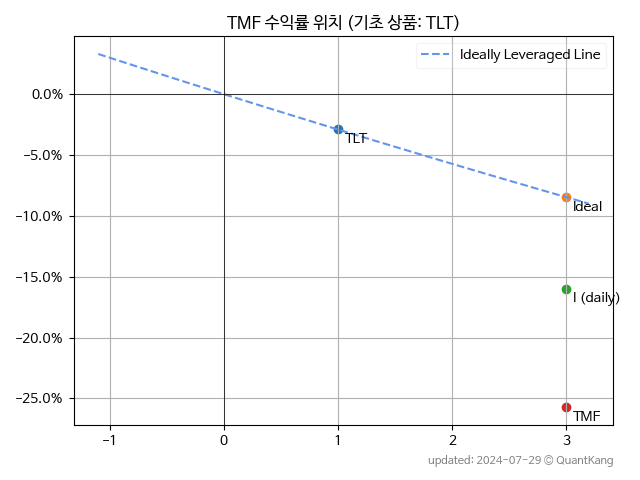 TMF 수익률 위치 (기초 상품: TLT)
Ideally Leveraged Line
0.0%
TLT
−5.0%
−10.0%
Ideal
−15.0%
I (daily)
−20.0%
−25.0%
TMF
−1 0 1 2 3
updated: 2024-07-29 © QuantKang